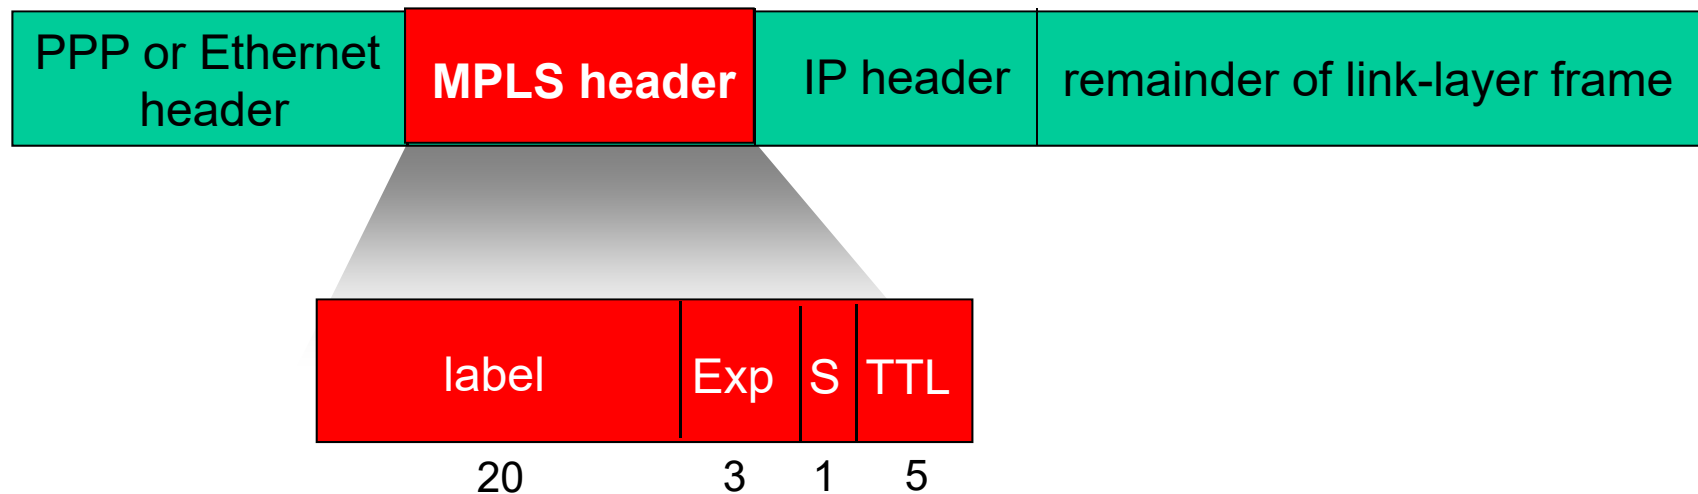 PPP or Ethernet
header
MPLS header
IP header
remainder of link-layer frame
label
Exp
S
TTL
20
3
1
5